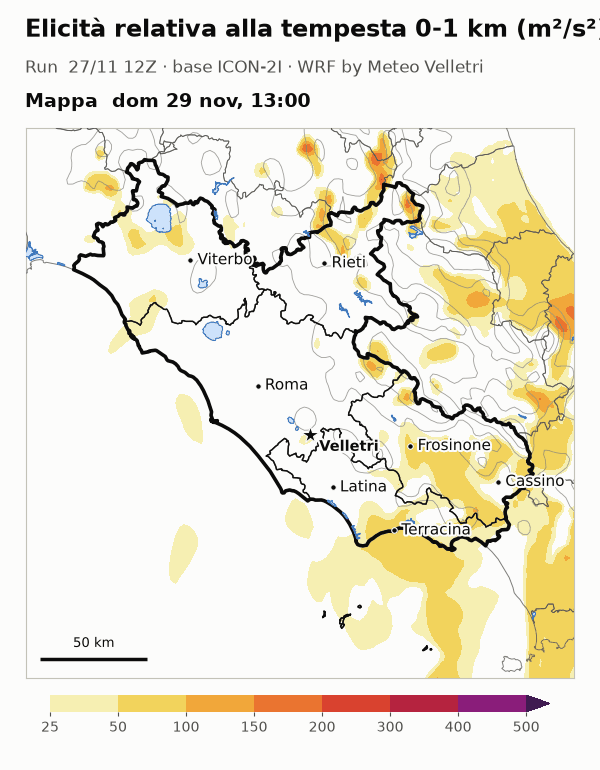 Elicità relativa alla tempesta 0-1 km (m²/s²)
Run 27/11 12Z · base ICON-2I · WRF by Meteo Velletri
Mappa dom 29 nov, 13:00
Viterbo
Rieti
Roma
Velletri
Frosinone
Latina
Cassino
Terracina
50 km
25 50 100 150 200 300 400 500